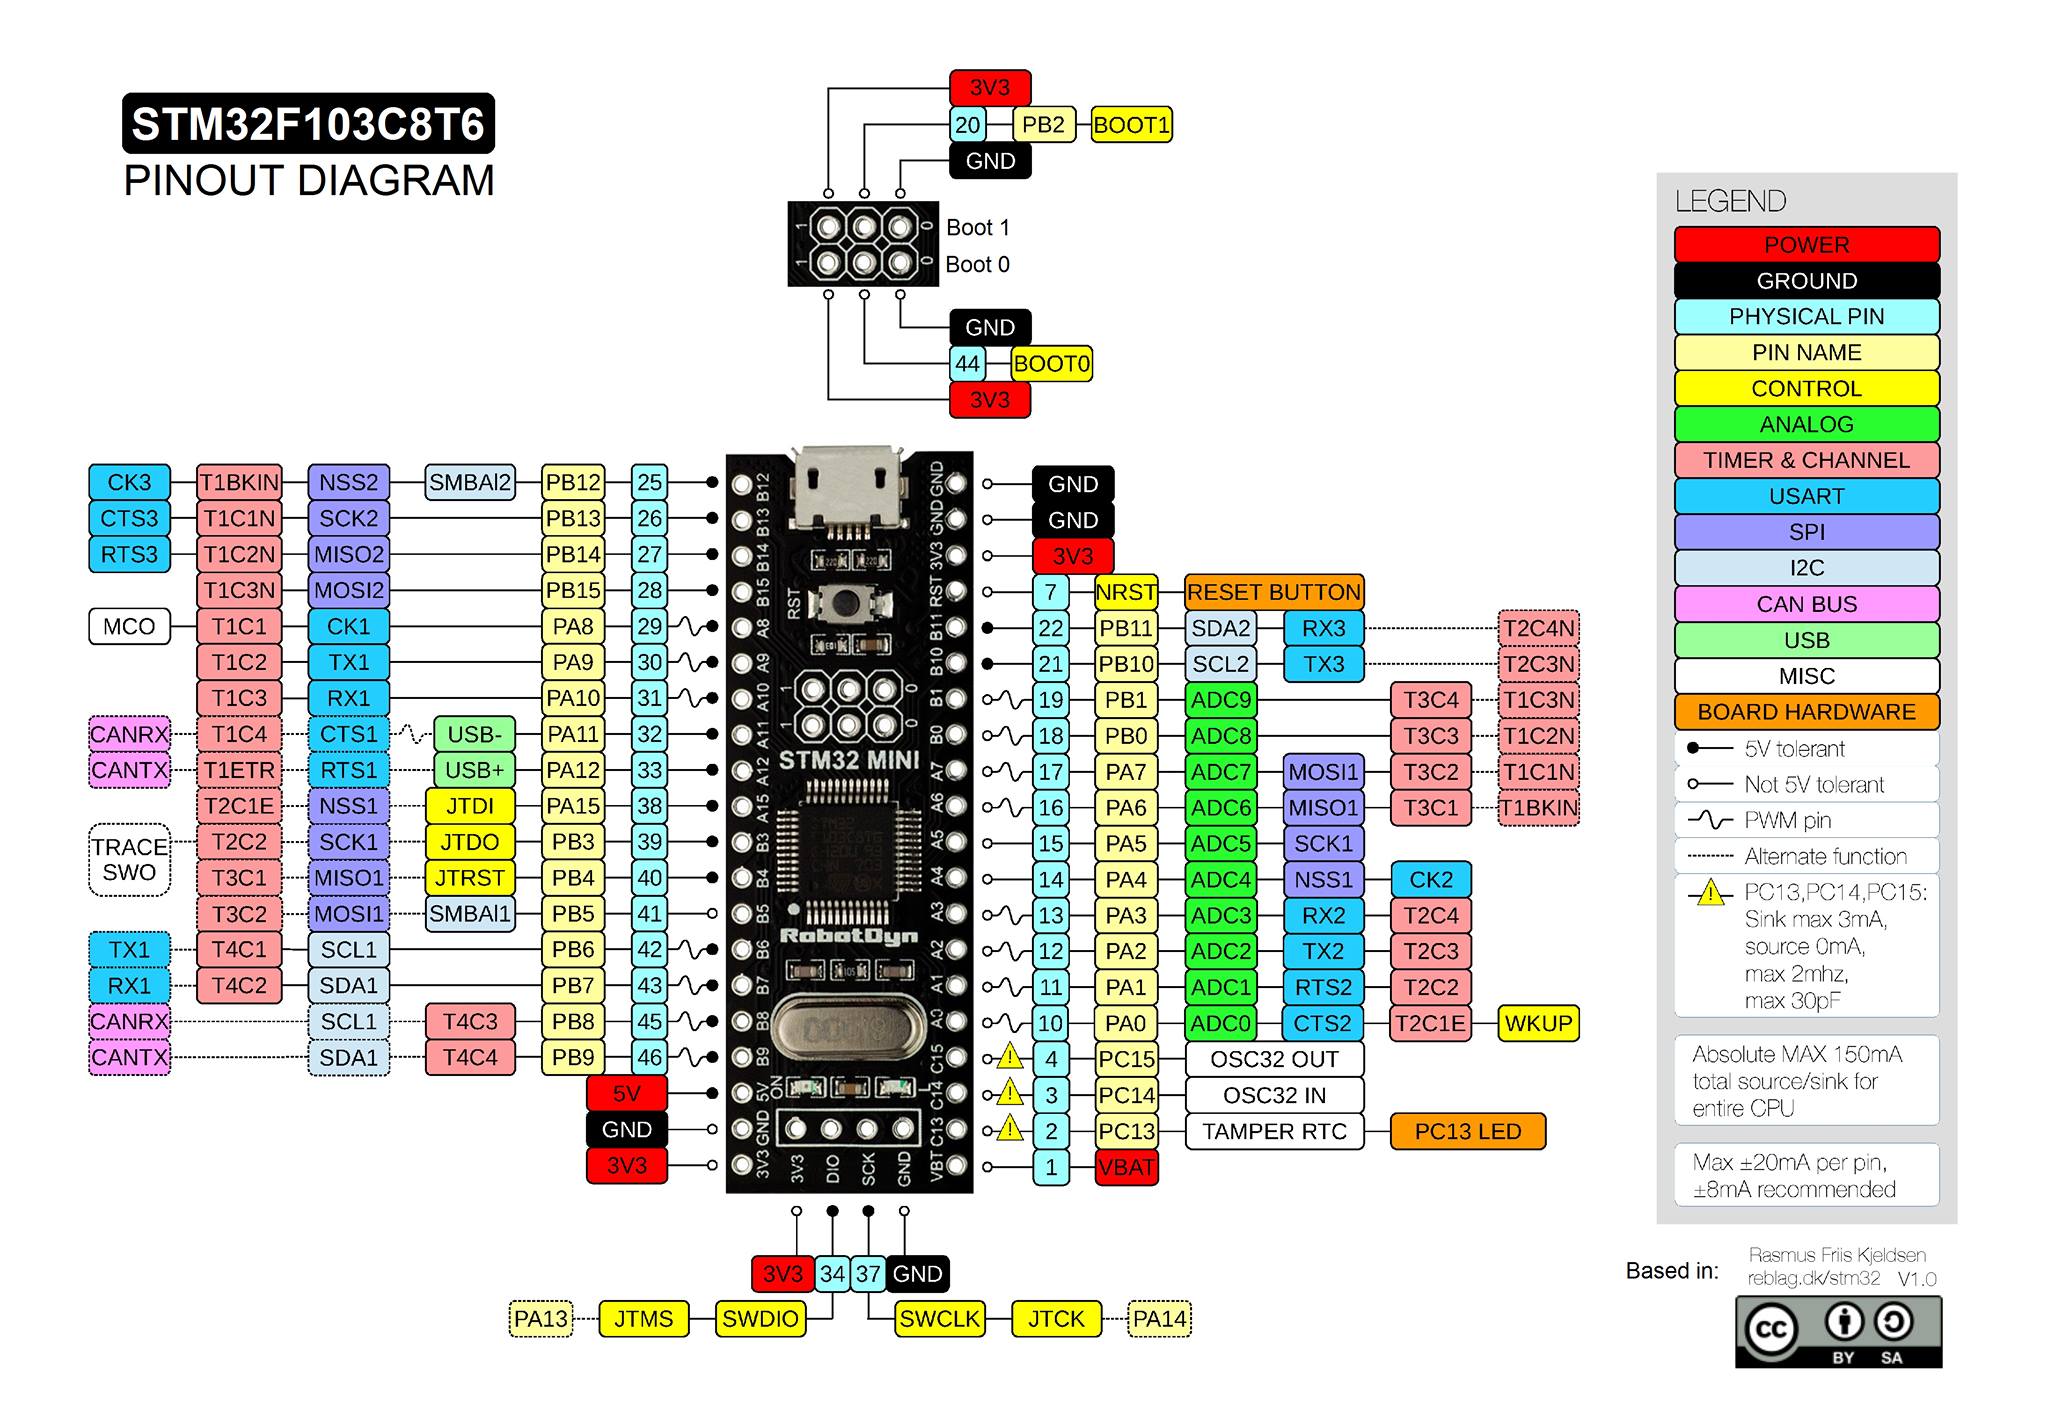 STM32F103C8T6
PINOUT DIAGRAM
3V3
20 PB2 BOOT1
GND
1 0 Boot 1
1 0 Boot 0
GND
44 BOOT0
3V3
CK3 T1BKIN NSS2 SMBAI2 PB12 25
CTS3 T1C1N SCK2 PB13 26
RTS3 T1C2N MISO2 PB14 27
T1C3N MOSI2 PB15 28
MCO T1C1 CK1 PA8 29
T1C2 TX1 PA9 30
T1C3 RX1 PA10 31
CANRX T1C4 CTS1 USB- PA11 32
CANTX T1ETR RTS1 USB+ PA12 33
T2C1E NSS1 JTDI PA15 38
TRACE
SWO
T2C2 SCK1 JTDO PB3 39
T3C1 MISO1 JTRST PB4 40
T3C2 MOSI1 SMBAI1 PB5 41
TX1 T4C1 SCL1 PB6 42
RX1 T4C2 SDA1 PB7 43
CANRX SCL1 T4C3 PB8 45
CANTX SDA1 T4C4 PB9 46
5V
GND
3V3
B12 GND
B13 GND
B14 3V3
B15 RST RST
A8 B11
A9 B10
A10 1 0 B1
A11 1 0 B0
STM32 MINI
A12 A7
A15 A6
B3 A5
B4 A4
B5 A3
RobotDyn
B6 A2
B7 A1
B8 A0
B9 C15
5V ON L C14
GND C13
3V3 3V3 DIO SCK GND VBT
GND
GND
3V3
7 NRST RESET BUTTON
22 PB11 SDA2 RX3 T2C4N
21 PB10 SCL2 TX3 T2C3N
19 PB1 ADC9 T3C4 T1C3N
18 PB0 ADC8 T3C3 T1C2N
17 PA7 ADC7 MOSI1 T3C2 T1C1N
16 PA6 ADC6 MISO1 T3C1 T1BKIN
15 PA5 ADC5 SCK1
14 PA4 ADC4 NSS1 CK2
13 PA3 ADC3 RX2 T2C4
12 PA2 ADC2 TX2 T2C3
11 PA1 ADC1 RTS2 T2C2
10 PA0 ADC0 CTS2 T2C1E WKUP
4 PC15 OSC32 OUT
3 PC14 OSC32 IN
2 PC13 TAMPER RTC PC13 LED
1 VBAT
3V3 34 37 GND
PA13 JTMS SWDIO SWCLK JTCK PA14
LEGEND
POWER
GROUND
PHYSICAL PIN
PIN NAME
CONTROL
ANALOG
TIMER & CHANNEL
USART
SPI
I2C
CAN BUS
USB
MISC
BOARD HARDWARE
5V tolerant
Not 5V tolerant
PWM pin
Alternate function
PC13,PC14,PC15:
Sink max 3mA,
source 0mA,
max 2mhz,
max 30pF
Absolute MAX 150mA
total source/sink for
entire CPU
Max ±20mA per pin,
±8mA recommended
Based in: Rasmus Friis Kjeldsen
reblag.dk/stm32 V1.0
cc BY SA